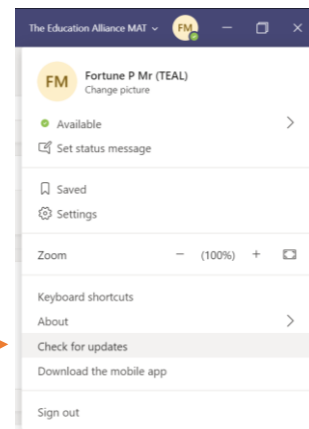 The Education Alliance MAT
FM
FM
Fortune P Mr (TEAL)
Change picture
Available
Set status message
Saved
Settings
Zoom − (100%) +
Keyboard shortcuts
About
Check for updates
Download the mobile app
Sign out